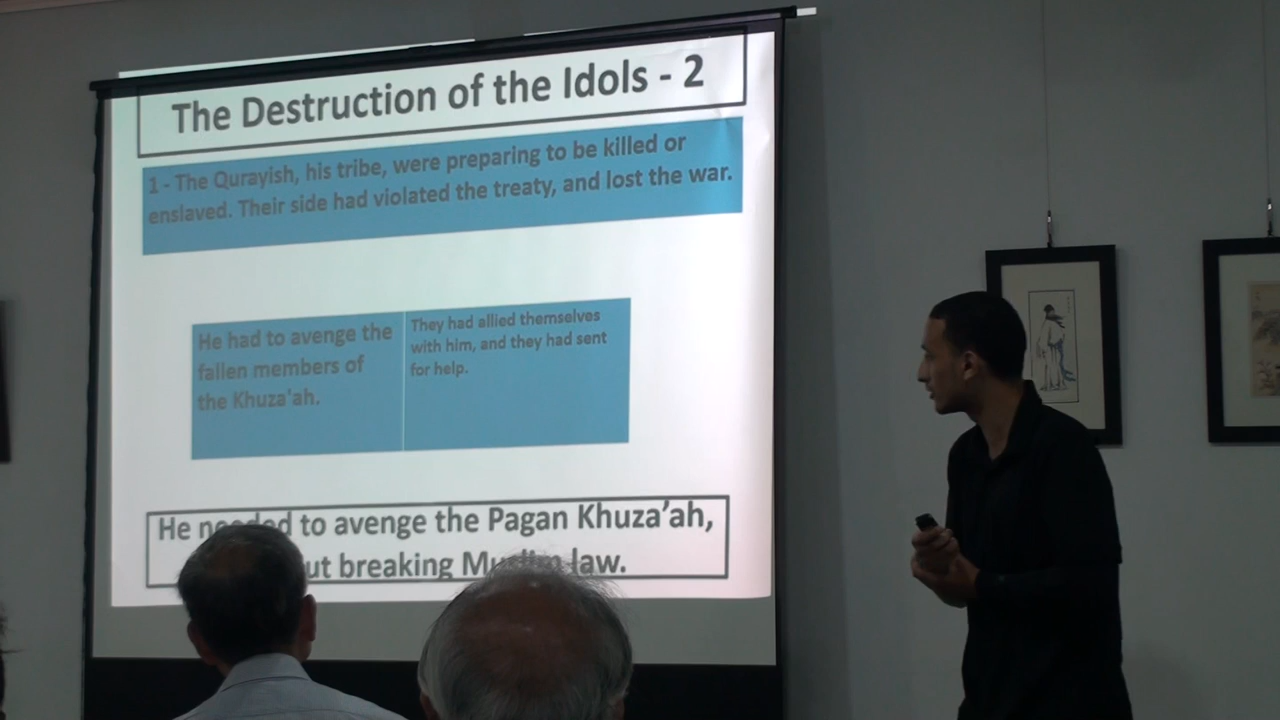 The Destruction of the Idols - 2
1 - The Qurayish, his tribe, were preparing to be killed or
enslaved. Their side had violated the treaty, and lost the war.
He had to avenge the
fallen members of
the Khuza'ah.
They had allied themselves
with him, and they had sent
for help.
He needed to avenge the Pagan Khuza’ah,
ut breaking Muslim law.